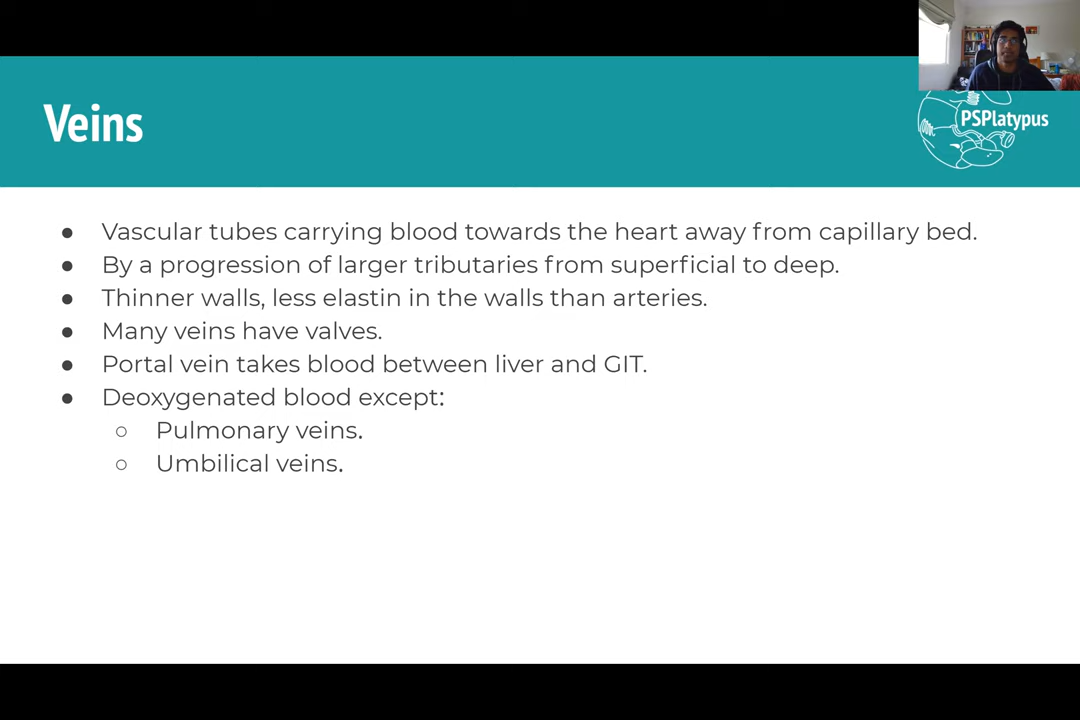 Veins
PSPlatypus
● Vascular tubes carrying blood towards the heart away from capillary bed.
● By a progression of larger tributaries from superficial to deep.
● Thinner walls, less elastin in the walls than arteries.
● Many veins have valves.
● Portal vein takes blood between liver and GIT.
● Deoxygenated blood except:
○ Pulmonary veins.
○ Umbilical veins.